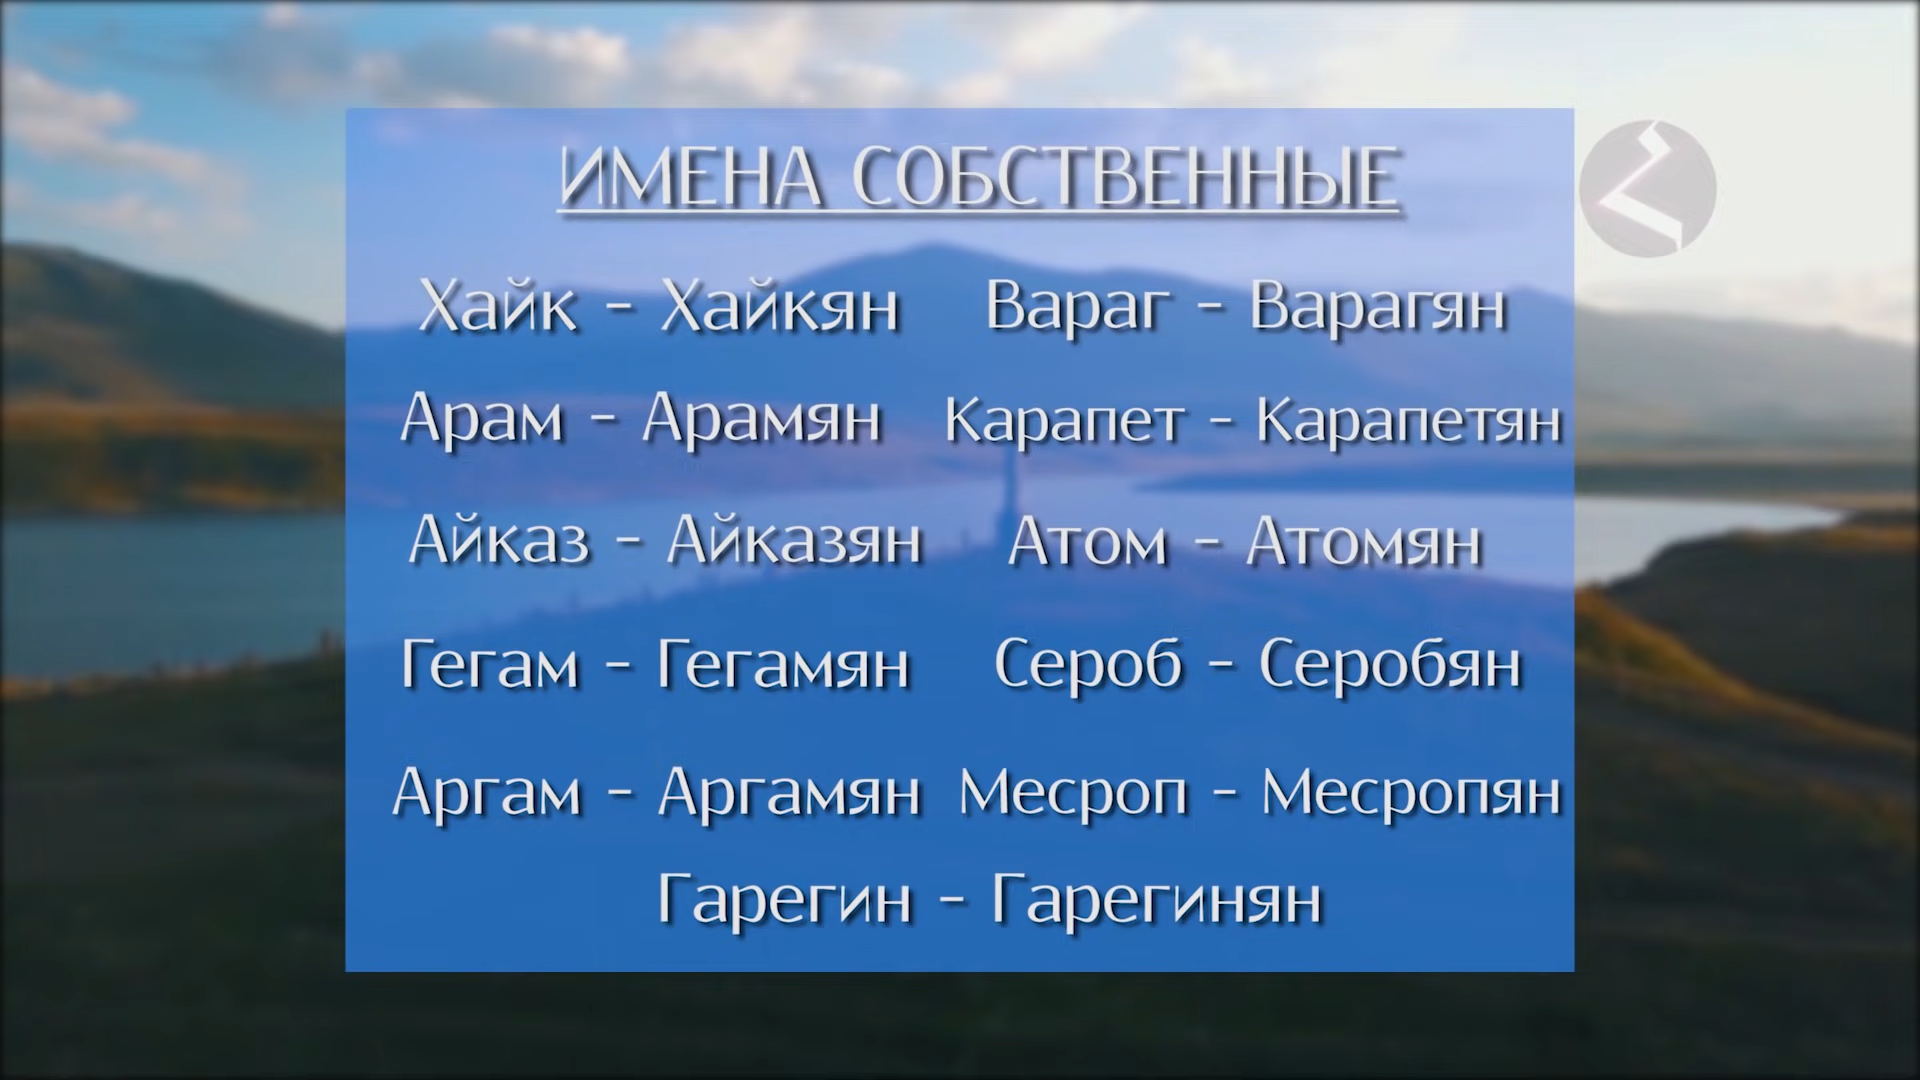 ИМЕНА СОБСТВЕННЫЕ
Хайк - Хайкян Вараг - Варагян
Арам - Арамян Карапет - Карапетян
Айказ - Айказян Атом - Атомян
Гегам - Гегамян Сероб - Серобян
Аргам - Аргамян Месроп - Месропян
Гарегин - Гарегинян